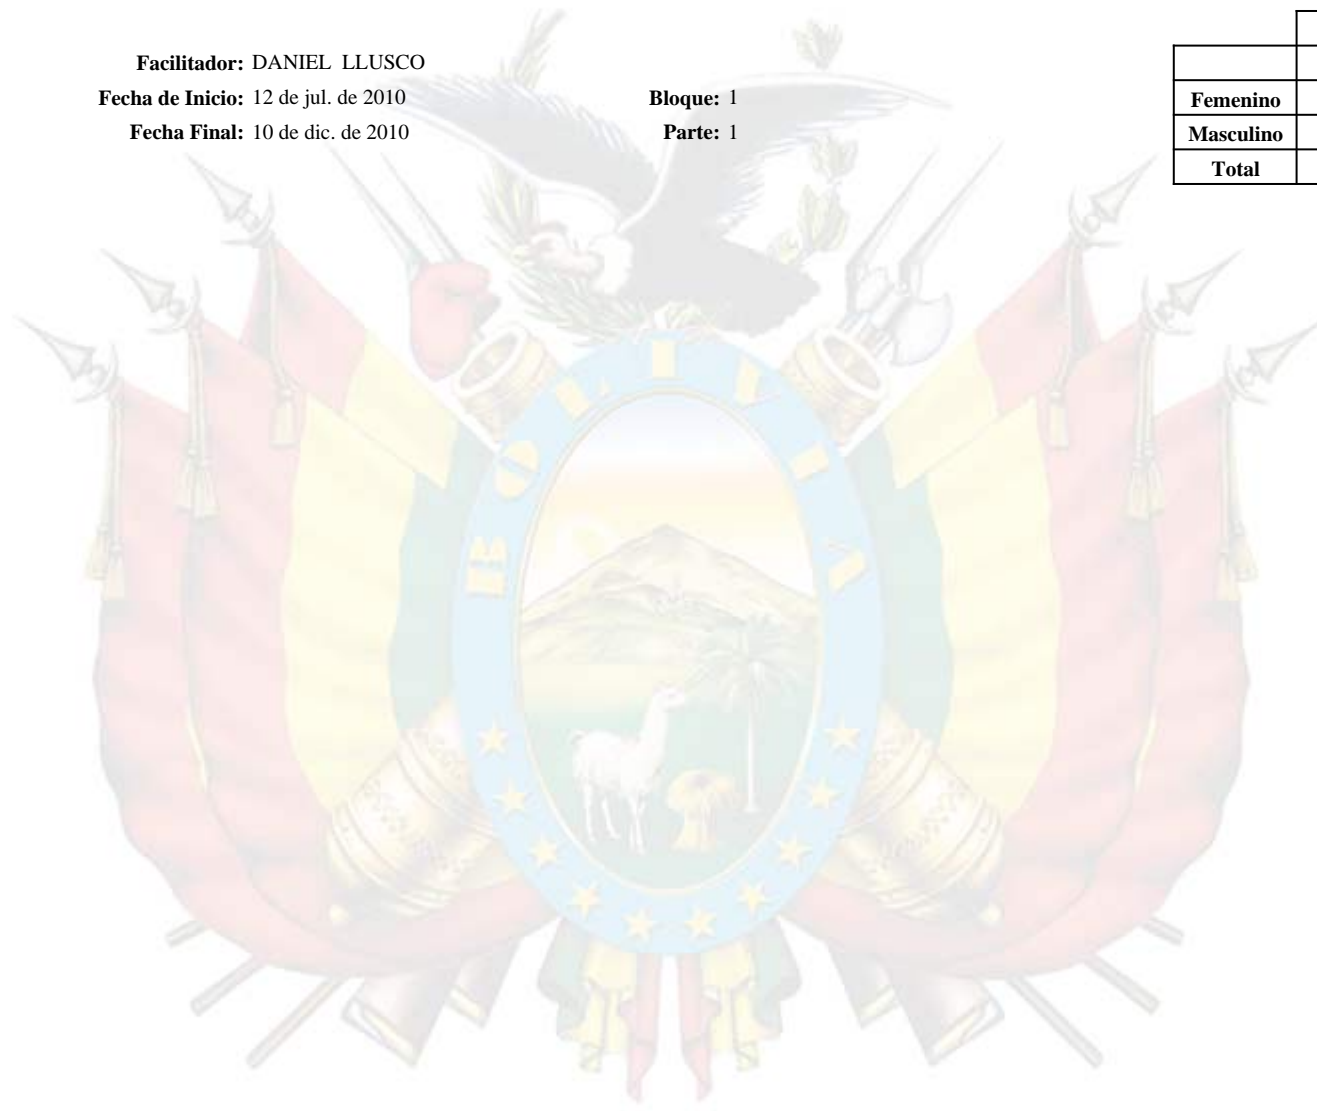 Facilitador: DANIEL LLUSCO
Fecha de Inicio: 12 de jul. de 2010
Bloque: 1
Fecha Final: 10 de dic. de 2010
Parte: 1
Femenino
Masculino
Total
BOLIVIA